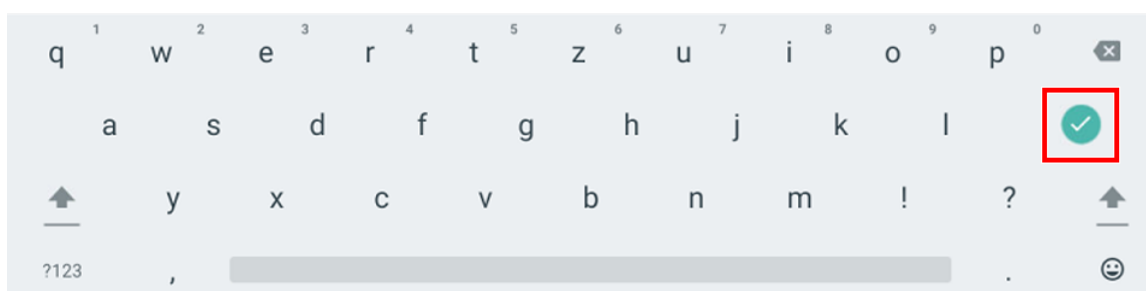 1 2 3 4 5 6 7 8 9 0
q w e r t z u i o p
a s d f g h j k l
y x c v b n m ! ?
?123 , .